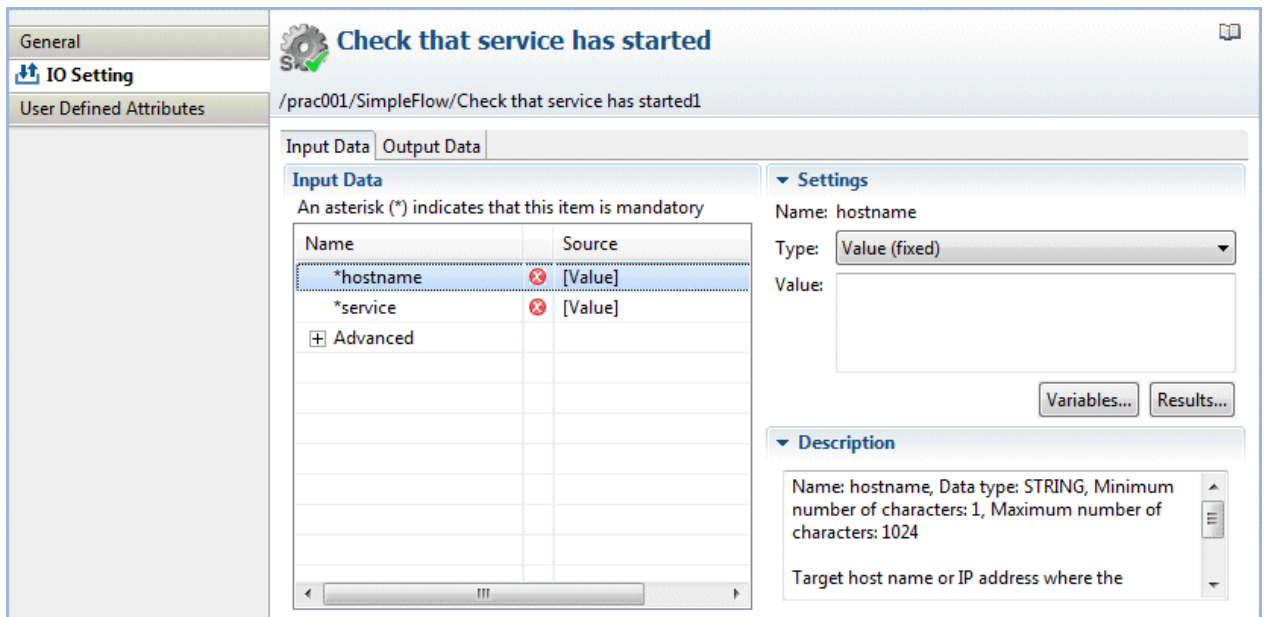 General
IO Setting
User Defined Attributes
Check that service has started
/prac001/SimpleFlow/Check that service has started1
Input Data Output Data
Input Data
An asterisk (*) indicates that this item is mandatory
Name Source
*hostname [Value]
*service [Value]
Advanced
Settings
Name: hostname
Type: Value (fixed)
Value:
Variables... Results...
Description
Name: hostname, Data type: STRING, Minimum
number of characters: 1, Maximum number of
characters: 1024
Target host name or IP address where the